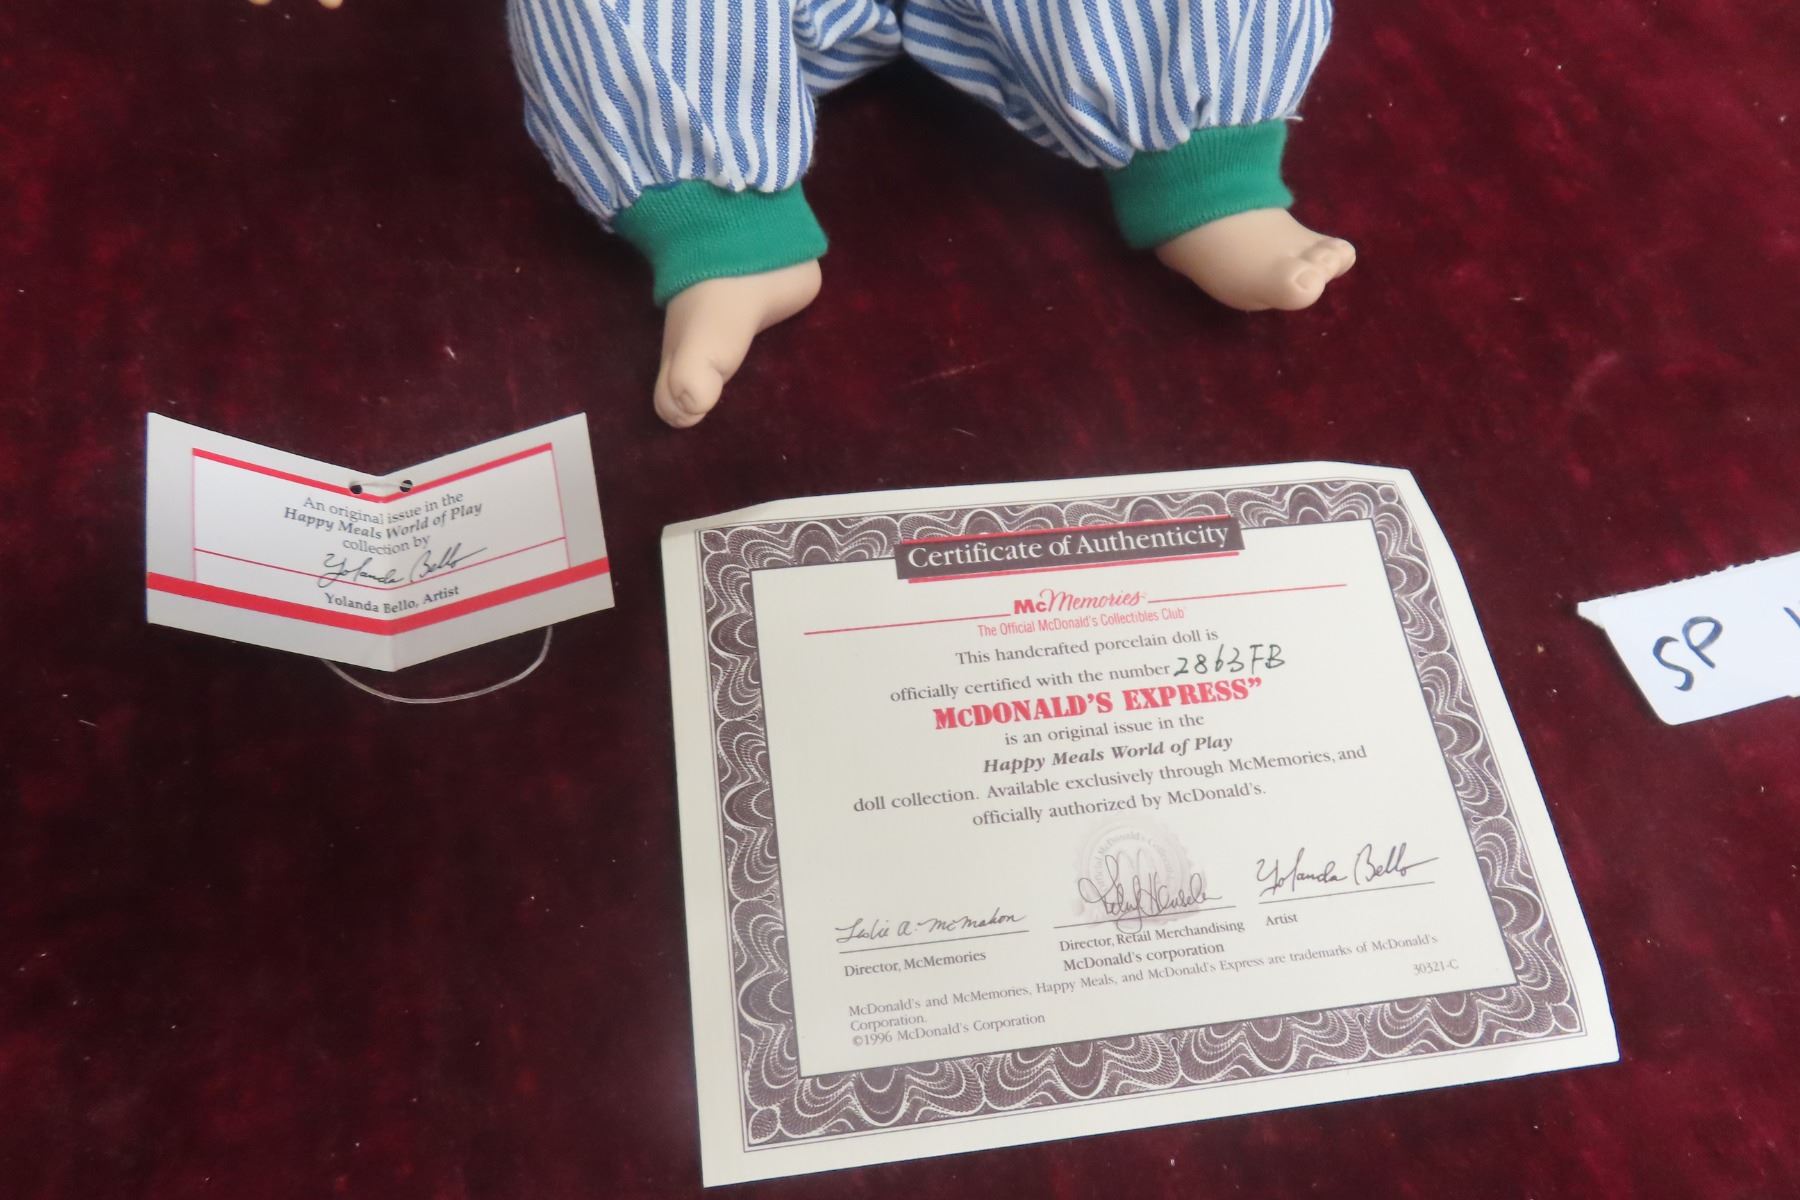 An original issue in the
Happy Meals World of Play
collection by
Yolanda Bello
Yolanda Bello, Artist
Certificate of Authenticity
McMemories
The Official McDonald's Collectibles Club
This handcrafted porcelain doll is
officially certified with the number 2863FB
McDONALD'S EXPRESS"
is an original issue in the
Happy Meals World of Play
doll collection. Available exclusively through McMemories, and
officially authorized by McDonald's.
Leslie A. McMahon
Yolanda Bello
Director, McMemories
Director, Retail Merchandising
McDonald's corporation
Artist
McDonald's and McMemories, Happy Meals, and McDonald's Express are trademarks of McDonald's
Corporation.
©1996 McDonald's Corporation
30321-C
SP